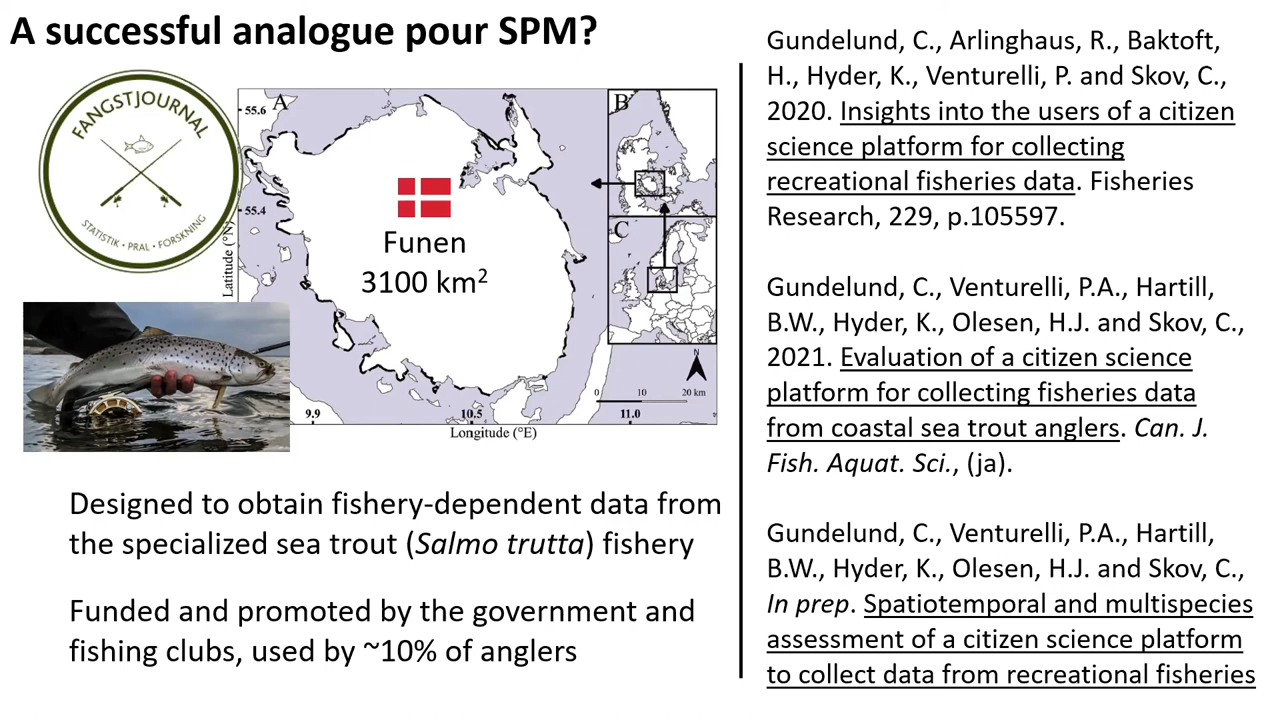 A successful analogue pour SPM?
FANGSTJOURNAL
STATISTIK • PRAL • FORSKNING
A
B
C
55.6
55.4
Latitude (°N)
Funen
3100 km²
N
0 10 20 km
9.9 10.5 11.0
Longitude (°E)
Designed to obtain fishery-dependent data from
the specialized sea trout (Salmo trutta) fishery
Funded and promoted by the government and
fishing clubs, used by ~10% of anglers
Gundelund, C., Arlinghaus, R., Baktoft,
H., Hyder, K., Venturelli, P. and Skov, C.,
2020. Insights into the users of a citizen
science platform for collecting
recreational fisheries data. Fisheries
Research, 229, p.105597.
Gundelund, C., Venturelli, P.A., Hartill,
B.W., Hyder, K., Olesen, H.J. and Skov, C.,
2021. Evaluation of a citizen science
platform for collecting fisheries data
from coastal sea trout anglers. Can. J.
Fish. Aquat. Sci., (ja).
Gundelund, C., Venturelli, P.A., Hartill,
B.W., Hyder, K., Olesen, H.J. and Skov, C.,
In prep. Spatiotemporal and multispecies
assessment of a citizen science platform
to collect data from recreational fisheries